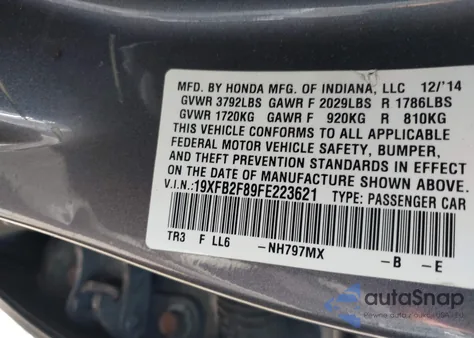 MFD. BY HONDA MFG. OF INDIANA, LLC 12/'14
GVWR 3792LBS GAWR F 2029LBS R 1786LBS
GVWR 1720KG GAWR F 920KG R 810KG
THIS VEHICLE CONFORMS TO ALL APPLICABLE
FEDERAL MOTOR VEHICLE SAFETY, BUMPER,
AND THEFT PREVENTION STANDARDS IN EFFECT
ON THE DATE OF MANUFACTURE SHOWN ABOVE.
V.I.N.: 19XFB2F89FE223621 TYPE: PASSENGER CAR
TR3 F LL6 -NH797MX -B -E
autoSnap